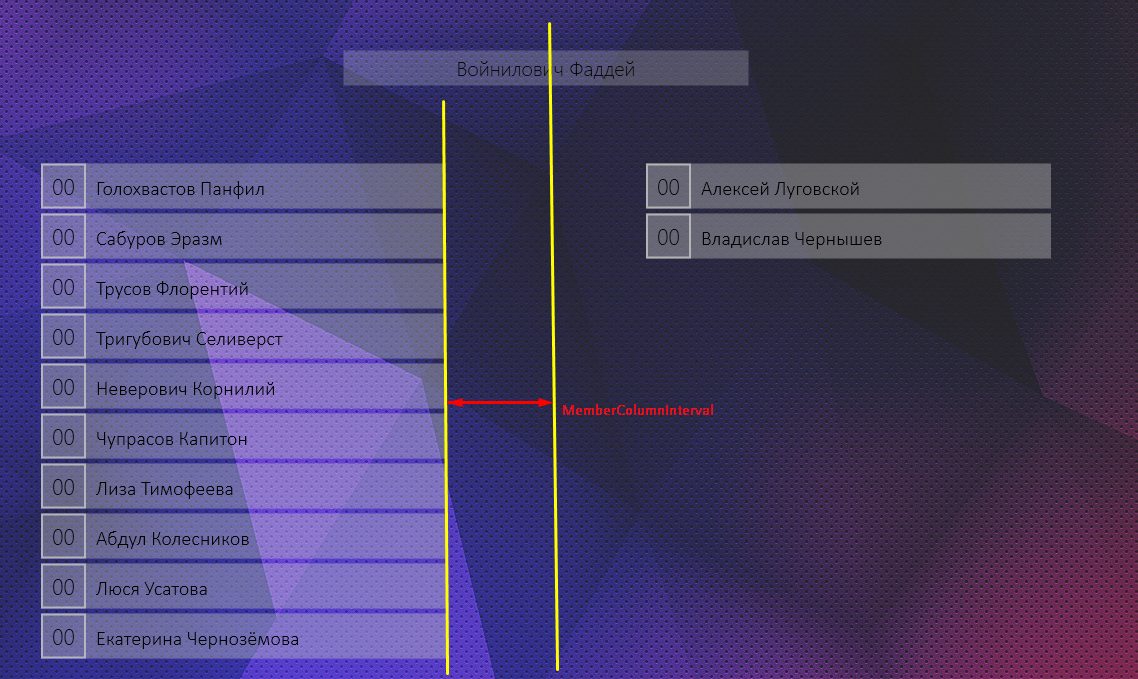 Войнилович Фаддей
00 Голохвастов Панфил
00 Сабуров Эразм
00 Трусов Флорентий
00 Тригубович Селиверст
00 Неверович Корнилий
00 Чупрасов Капитон
00 Лиза Тимофеева
00 Абдул Колесников
00 Люся Усатова
00 Екатерина Чернозёмова
MemberColumnInterval
00 Алексей Луговской
00 Владислав Чернышев